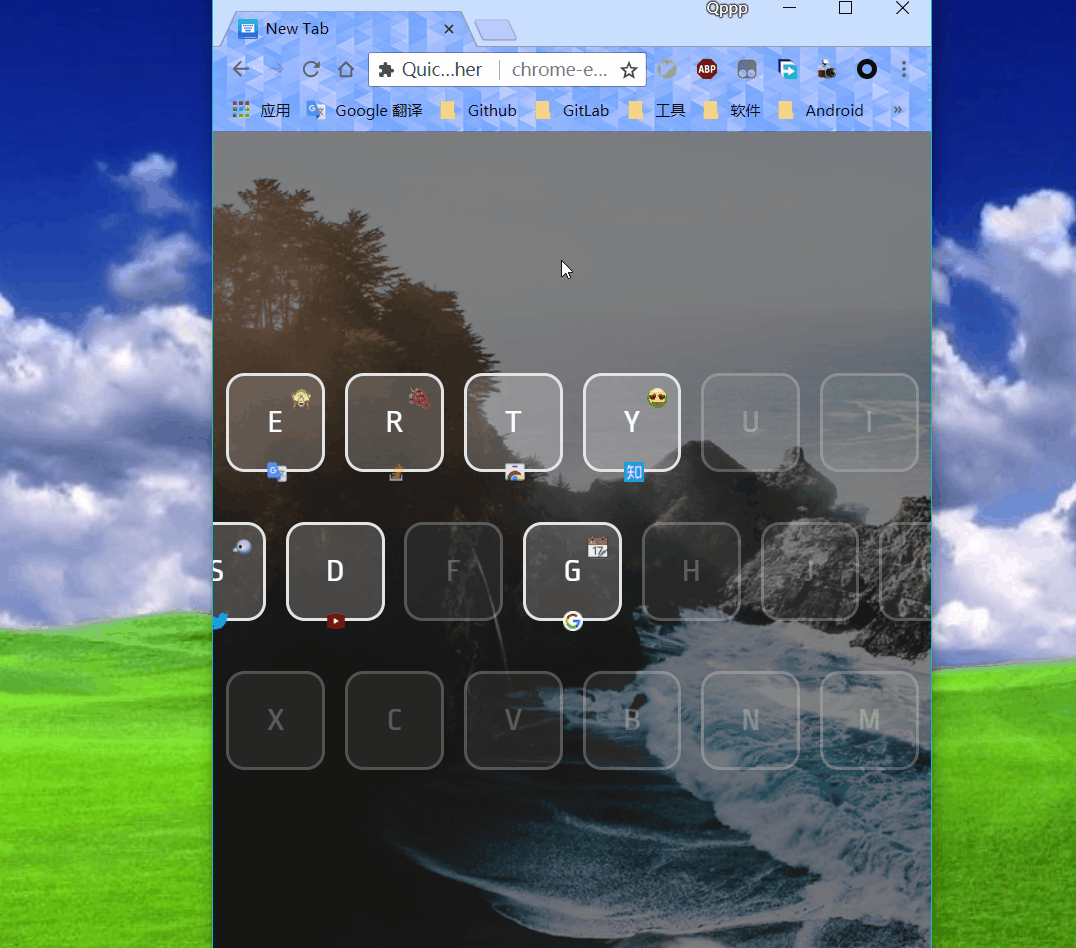 Qppp
New Tab
Quic...her chrome-e... ABP
应用 Google 翻译 Github GitLab 工具 软件 Android »
E R T Y U I
知
S D F G H J
17
X C V B N M